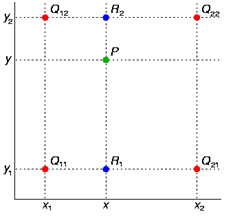 y₂ Q₁₂ R₂ Q₂₂
y P
y₁ Q₁₁ R₁ Q₂₁
x₁ x x₂